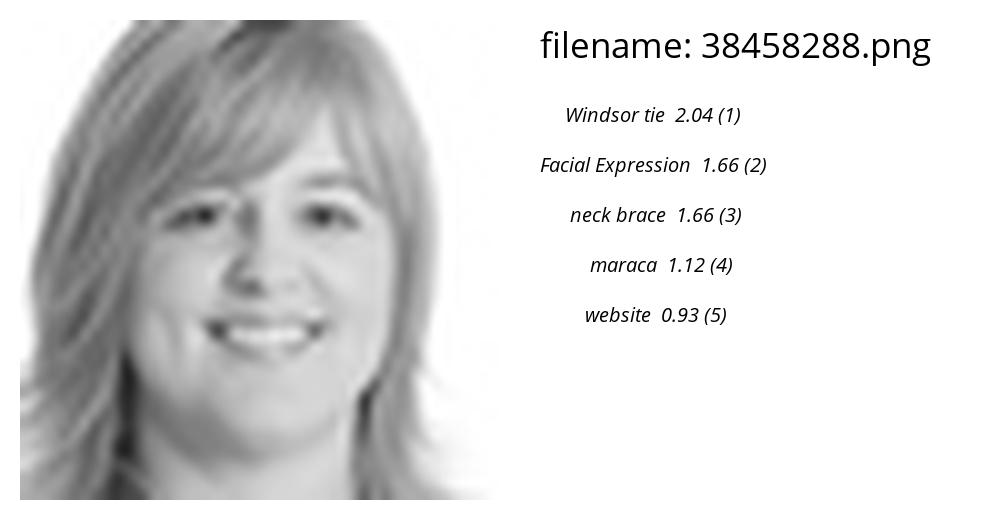 filename: 38458288.png
Windsor tie 2.04 (1)
Facial Expression 1.66 (2)
neck brace 1.66 (3)
maraca 1.12 (4)
website 0.93 (5)